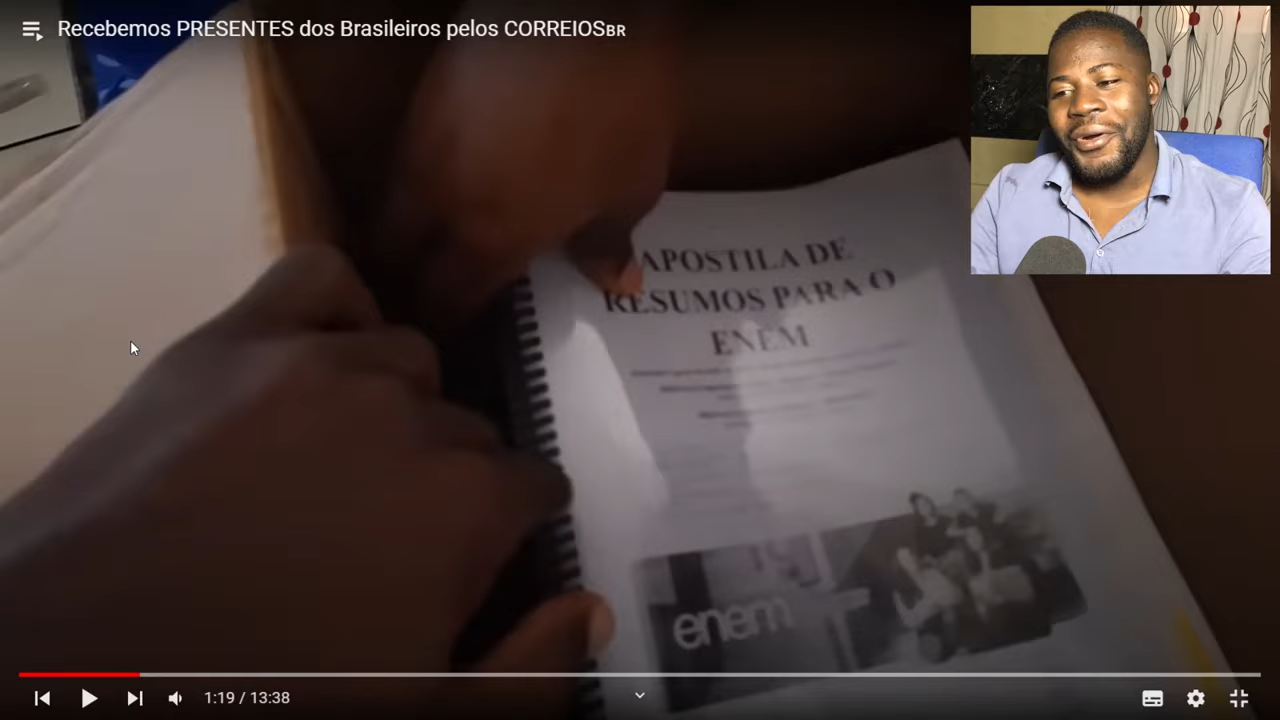 Recebemos PRESENTES dos Brasileiros pelos CORREIOSBR
APOSTILA DE
RESUMOS PARA O
ENEM
enem
1:19 / 13:38